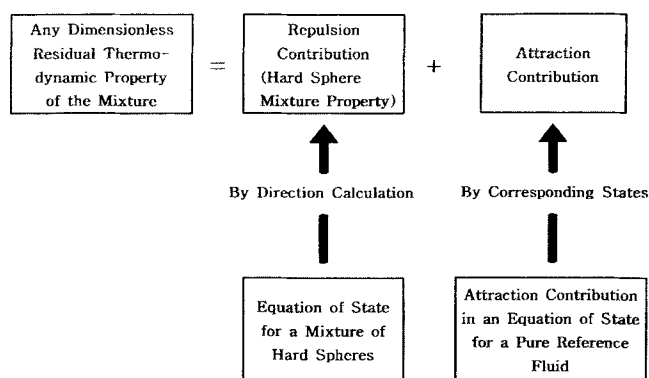 Any Dimensionless
Residual Thermo-
dynamic Property
of the Mixture
=
Repulsion
Contribution
(Hard Sphere
Mixture Property)
+
Attraction
Contribution
By Direction Calculation
By Corresponding States
Equation of State
for a Mixture of
Hard Spheres
Attraction Contribution
in an Equation of State
for a Pure Reference
Fluid